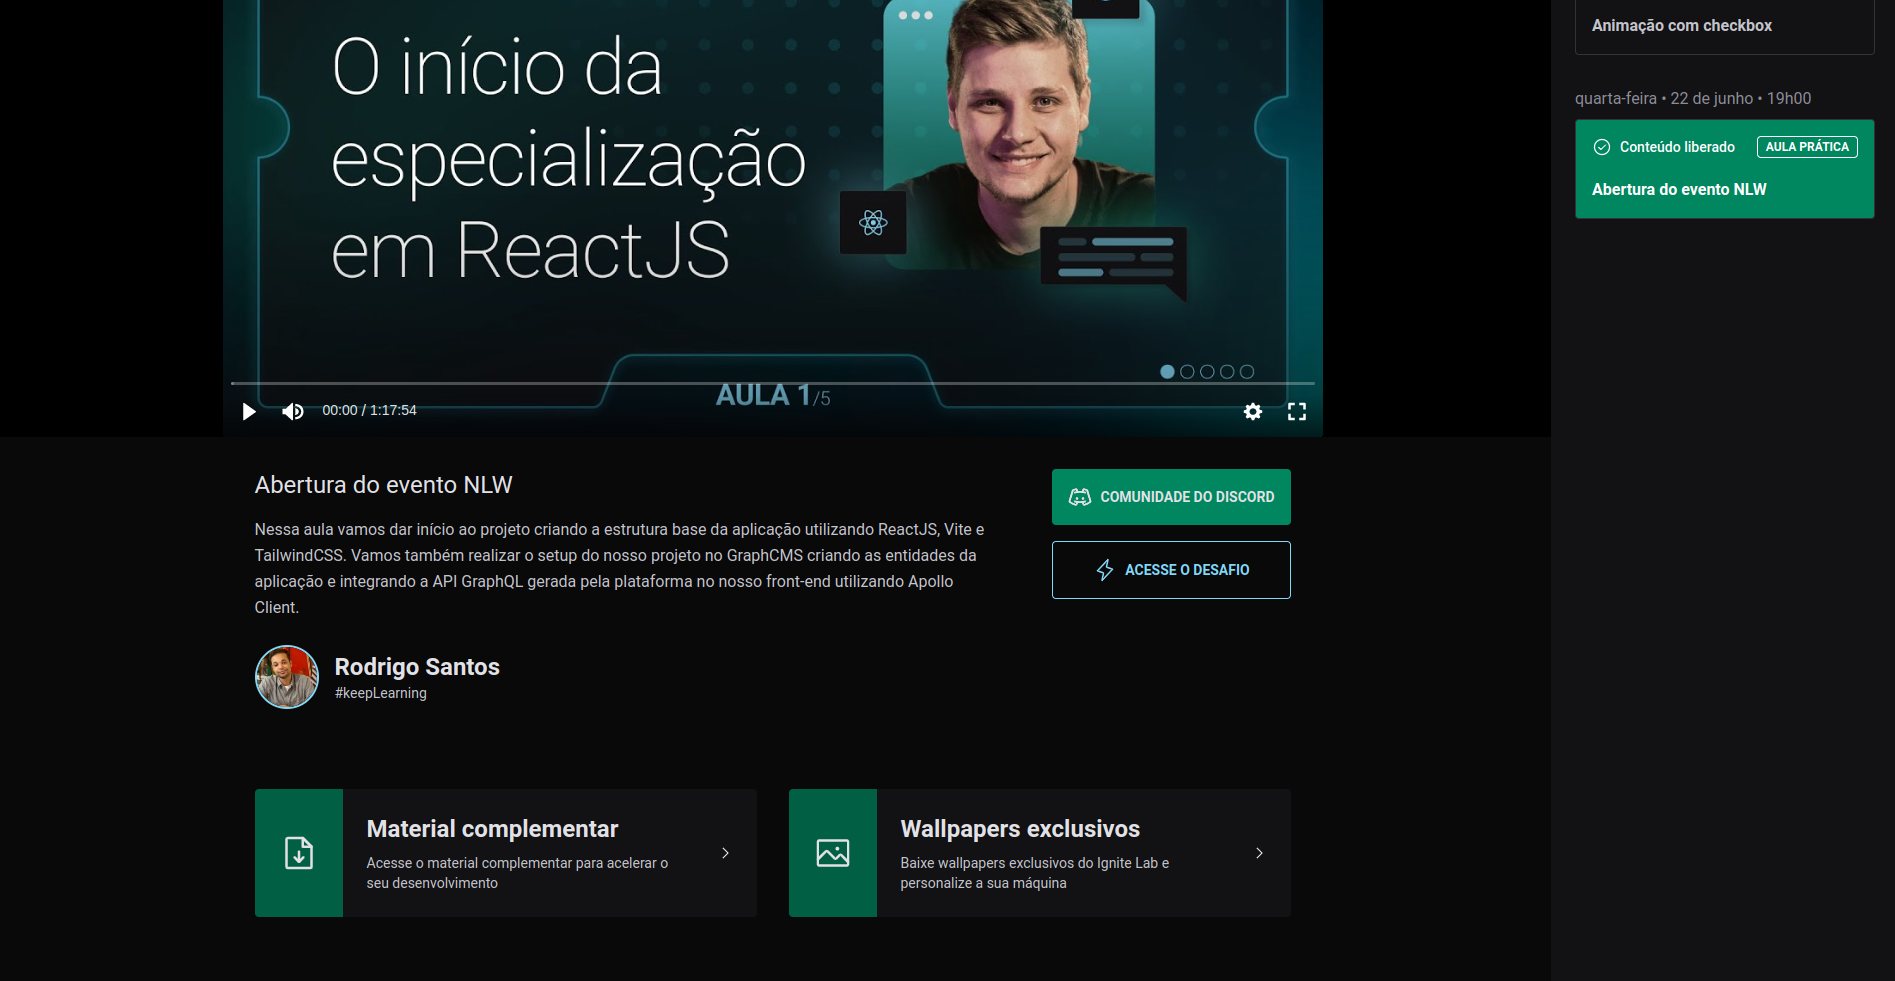 O início da
especialização
em ReactJS
AULA 1/5
00:00 / 1:17:54
Abertura do evento NLW
Nessa aula vamos dar início ao projeto criando a estrutura base da aplicação utilizando ReactJS, Vite e
TailwindCSS. Vamos também realizar o setup do nosso projeto no GraphCMS criando as entidades da
aplicação e integrando a API GraphQL gerada pela plataforma no nosso front-end utilizando Apollo
Client.
Rodrigo Santos
#keepLearning
COMUNIDADE DO DISCORD
ACESSE O DESAFIO
Material complementar
Acesse o material complementar para acelerar o
seu desenvolvimento
Wallpapers exclusivos
Baixe wallpapers exclusivos do Ignite Lab e
personalize a sua máquina
Animação com checkbox
quarta-feira • 22 de junho • 19h00
Conteúdo liberado
AULA PRÁTICA
Abertura do evento NLW